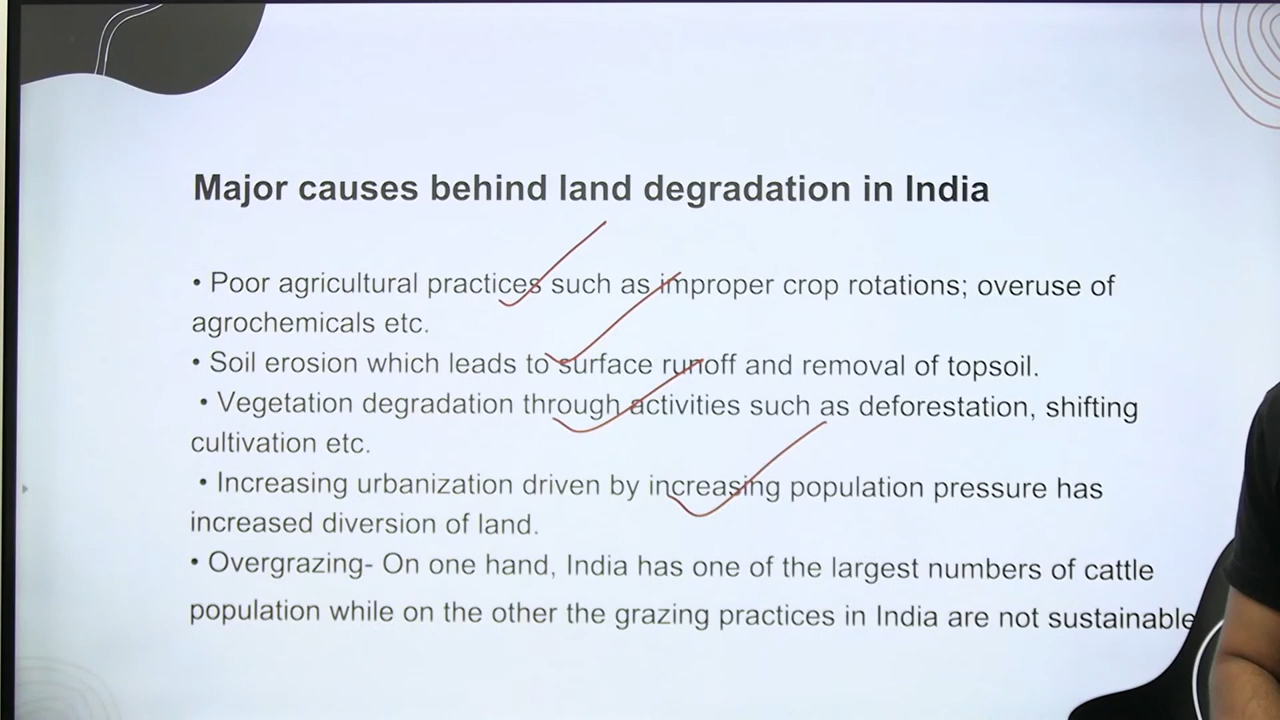 Major causes behind land degradation in India
• Poor agricultural practices such as improper crop rotations; overuse of
agrochemicals etc.
• Soil erosion which leads to surface runoff and removal of topsoil.
• Vegetation degradation through activities such as deforestation, shifting
cultivation etc.
• Increasing urbanization driven by increasing population pressure has
increased diversion of land.
• Overgrazing- On one hand, India has one of the largest numbers of cattle
population while on the other the grazing practices in India are not sustainable